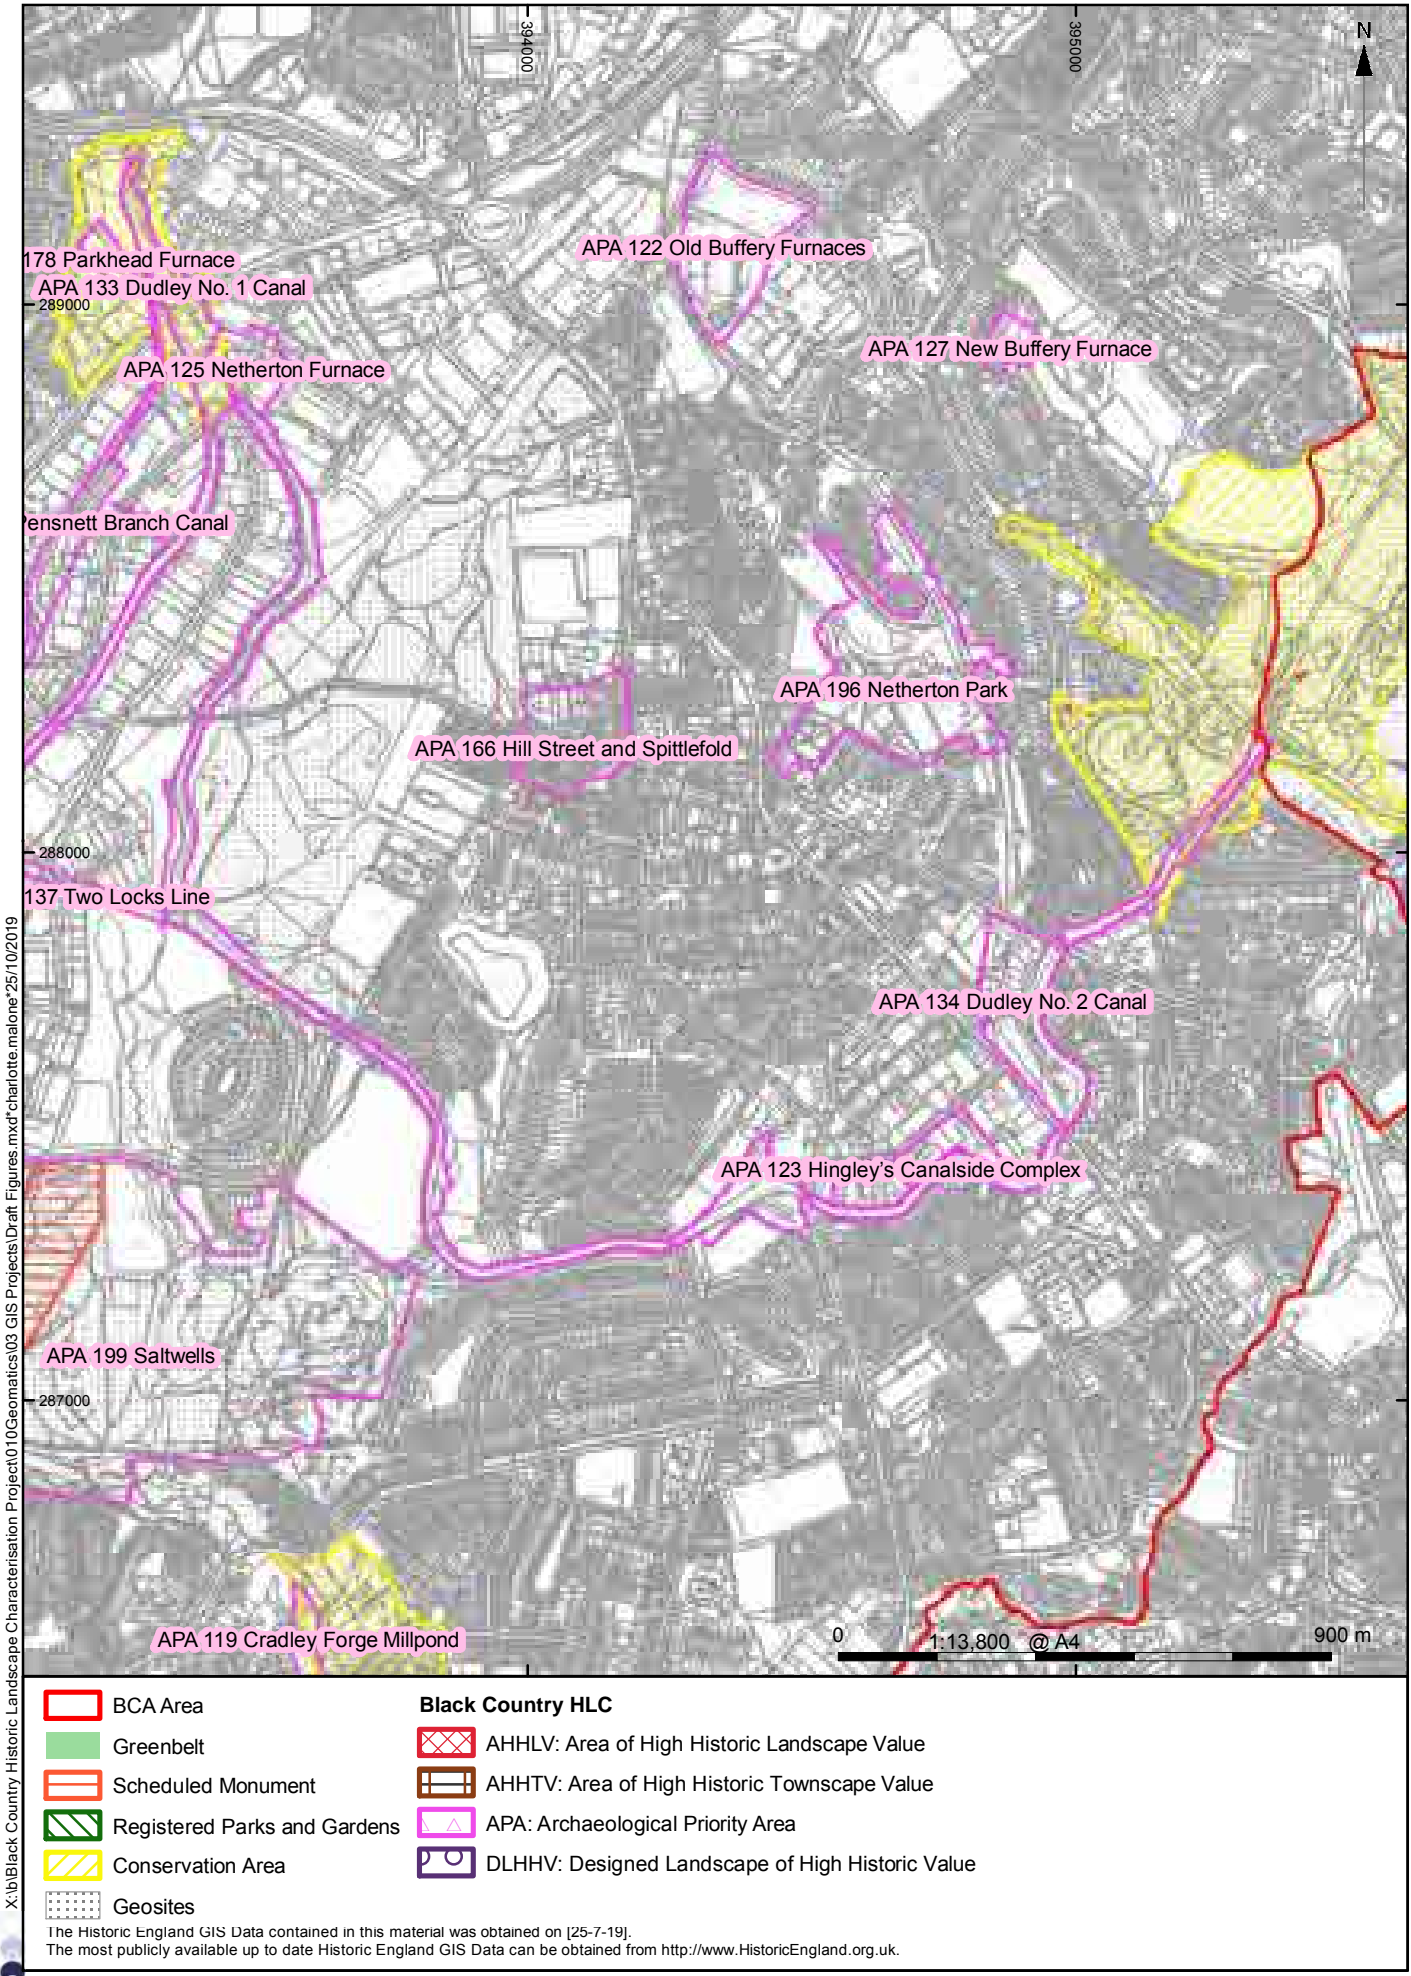 394000
395000
N
APA 122 Old Buffery Furnaces
178 Parkhead Furnace
APA 133 Dudley No. 1 Canal
289000
APA 127 New Buffery Furnace
APA 125 Netherton Furnace
Pensnett Branch Canal
APA 196 Netherton Park
APA 166 Hill Street and Spittlefold
288000
137 Two Locks Line
APA 134 Dudley No. 2 Canal
APA 123 Hingley's Canalside Complex
APA 199 Saltwells
287000
APA 119 Cradley Forge Millpond
0
1:13,800 @ A4
900 m
X:\b\Black Country Historic Landscape Characterisation Project\010Geomatics\03 GIS Projects\Draft Figures.mxd*charlotte.malone*25/10/2019
BCA Area
Greenbelt
Scheduled Monument
Registered Parks and Gardens
Conservation Area
Geosites
Black Country HLC
AHHLV: Area of High Historic Landscape Value
AHHTV: Area of High Historic Townscape Value
APA: Archaeological Priority Area
DLHHV: Designed Landscape of High Historic Value
The Historic England GIS Data contained in this material was obtained on [25-7-19].
The most publicly available up to date Historic England GIS Data can be obtained from http://www.HistoricEngland.org.uk.